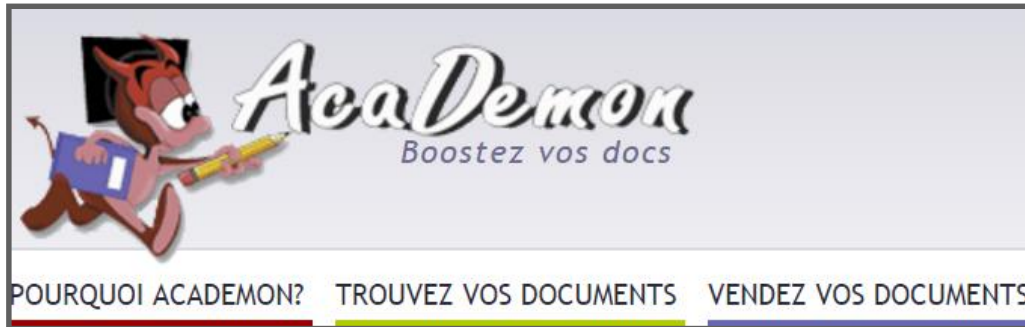 AcaDemon
Boostez vos docs
POURQUOI ACADEMON? TROUVEZ VOS DOCUMENTS VENDEZ VOS DOCUMENTS